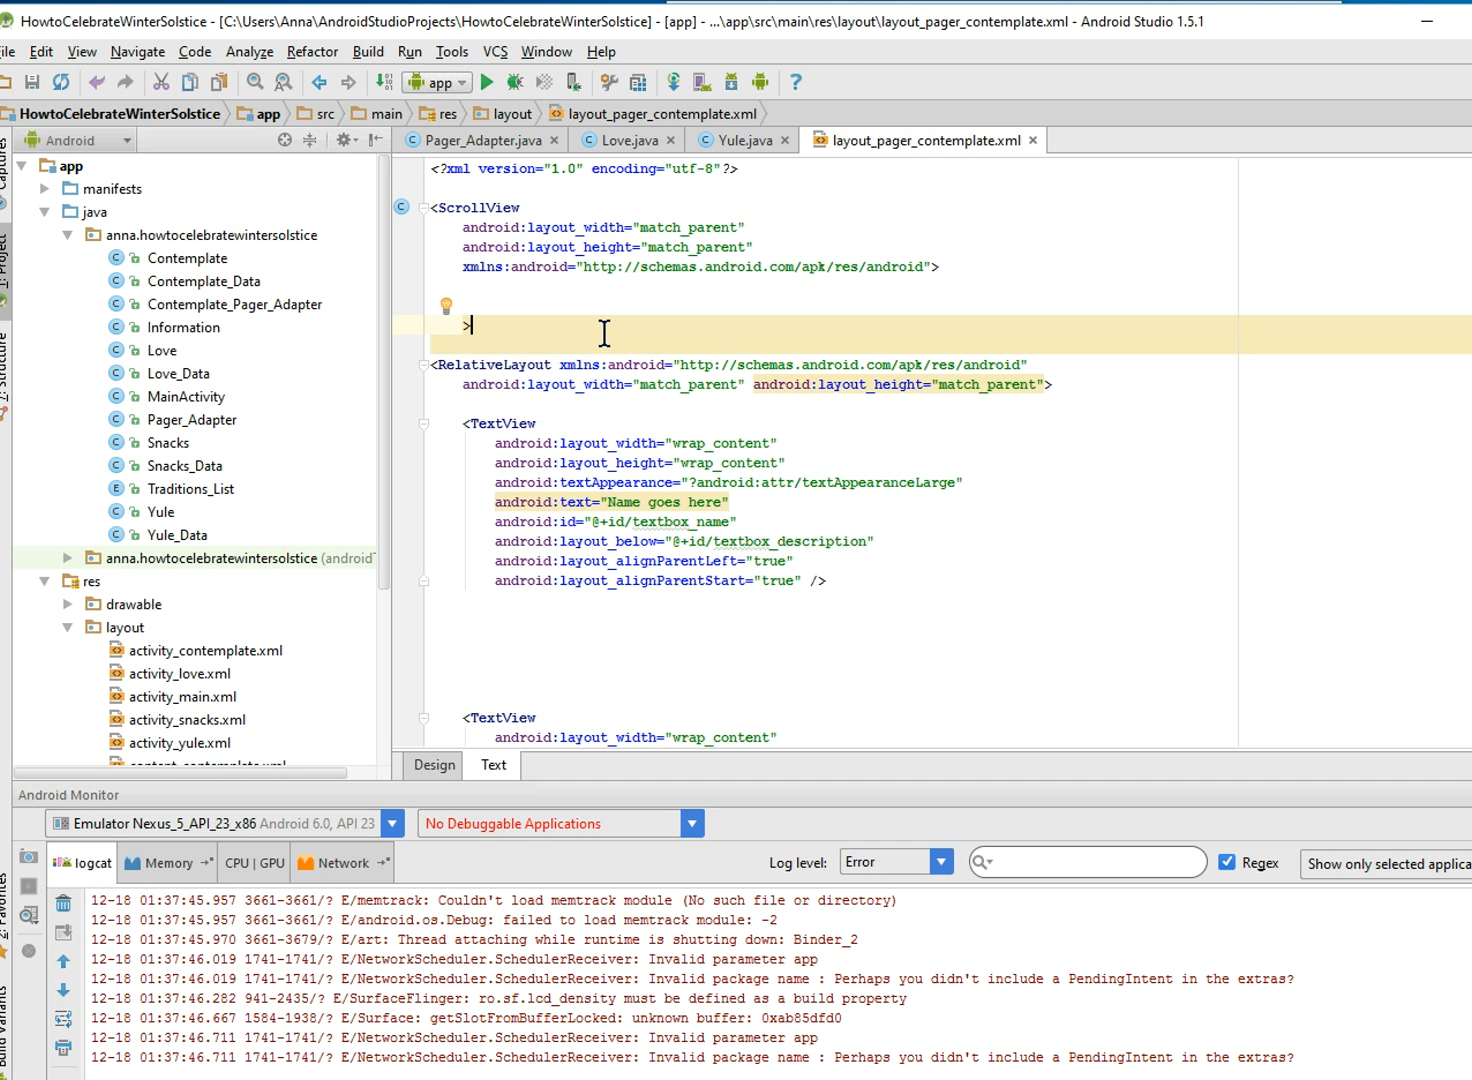 HowtoCelebrateWinterSolstice - [C:\Users\Anna\AndroidStudioProjects\HowtoCelebrateWinterSolstice] - [app] - ...\app\src\main\res\layout\layout_pager_contemplate.xml - Android Studio 1.5.1
ile Edit View Navigate Code Analyze Refactor Build Run Tools VCS Window Help
app
HowtoCelebrateWinterSolstice app src main res layout layout_pager_contemplate.xml
Android
Pager_Adapter.java Love.java Yule.java layout_pager_contemplate.xml
Captures
1: Project
Structure
2: Favorites
Build Variants
app
manifests
java
anna.howtocelebratewintersolstice
Contemplate
Contemplate_Data
Contemplate_Pager_Adapter
Information
Love
Love_Data
MainActivity
Pager_Adapter
Snacks
Snacks_Data
Traditions_List
Yule
Yule_Data
anna.howtocelebratewintersolstice (android
res
drawable
layout
activity_contemplate.xml
activity_love.xml
activity_main.xml
activity_snacks.xml
activity_yule.xml
content_contemplate.xml
<?xml version="1.0" encoding="utf-8"?>
<ScrollView
android:layout_width="match_parent"
android:layout_height="match_parent"
xmlns:android="http://schemas.android.com/apk/res/android">
>
<RelativeLayout xmlns:android="http://schemas.android.com/apk/res/android"
android:layout_width="match_parent" android:layout_height="match_parent">
<TextView
android:layout_width="wrap_content"
android:layout_height="wrap_content"
android:textAppearance="?android:attr/textAppearanceLarge"
android:text="Name goes here"
android:id="@+id/textbox_name"
android:layout_below="@+id/textbox_description"
android:layout_alignParentLeft="true"
android:layout_alignParentStart="true" />
<TextView
android:layout_width="wrap_content"
Design Text
Android Monitor
Emulator Nexus_5_API_23_x86 Android 6.0, API 23 No Debuggable Applications
logcat Memory CPU | GPU Network Log level: Error Regex Show only selected applica
12-18 01:37:45.957 3661-3661/? E/memtrack: Couldn't load memtrack module (No such file or directory)
12-18 01:37:45.957 3661-3661/? E/android.os.Debug: failed to load memtrack module: -2
12-18 01:37:45.970 3661-3679/? E/art: Thread attaching while runtime is shutting down: Binder_2
12-18 01:37:46.019 1741-1741/? E/NetworkScheduler.SchedulerReceiver: Invalid parameter app
12-18 01:37:46.019 1741-1741/? E/NetworkScheduler.SchedulerReceiver: Invalid package name : Perhaps you didn't include a PendingIntent in the extras?
12-18 01:37:46.282 941-2435/? E/SurfaceFlinger: ro.sf.lcd_density must be defined as a build property
12-18 01:37:46.667 1584-1938/? E/Surface: getSlotFromBufferLocked: unknown buffer: 0xab85dfd0
12-18 01:37:46.711 1741-1741/? E/NetworkScheduler.SchedulerReceiver: Invalid parameter app
12-18 01:37:46.711 1741-1741/? E/NetworkScheduler.SchedulerReceiver: Invalid package name : Perhaps you didn't include a PendingIntent in the extras?